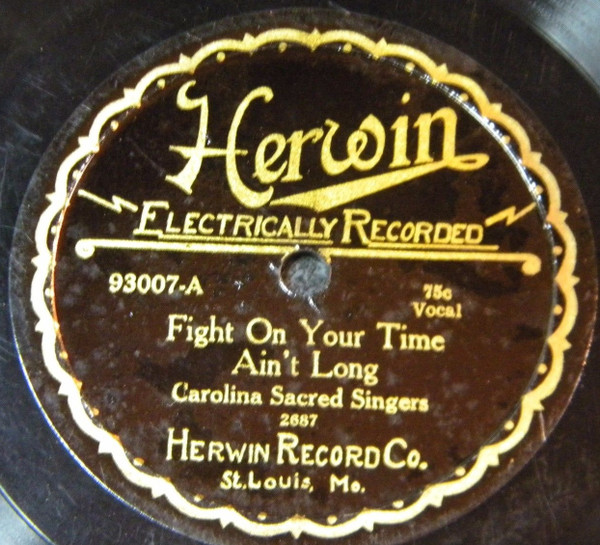 Herwin
ELECTRICALLY RECORDED
93007-A
75c
Vocal
Fight On Your Time
Ain't Long
Carolina Sacred Singers
2687
HERWIN RECORD CO.
St. Louis, Mo.